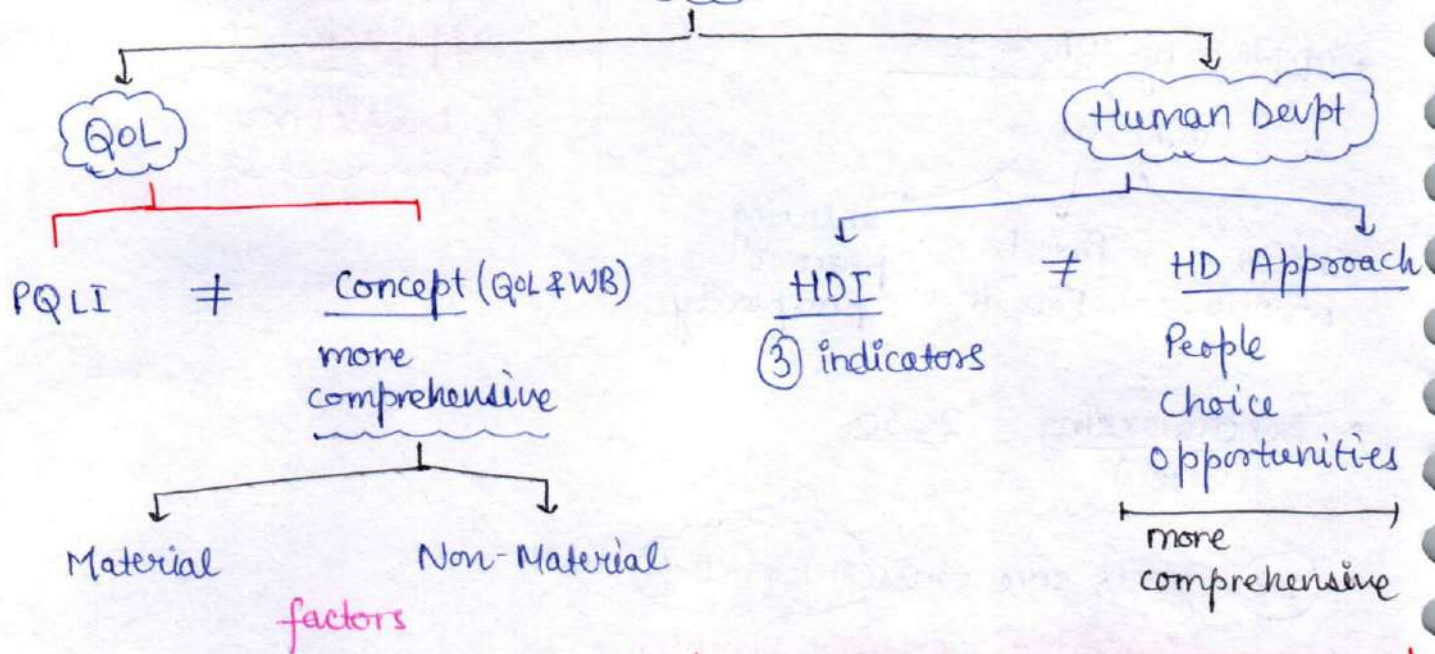 QOL
Human Devpt
PQLI ≠ Concept (QOL & WB)
more
comprehensive
Material Non-Material
factors
HDI ≠ HD Approach
③ indicators
People
Choice
opportunities
more
comprehensive